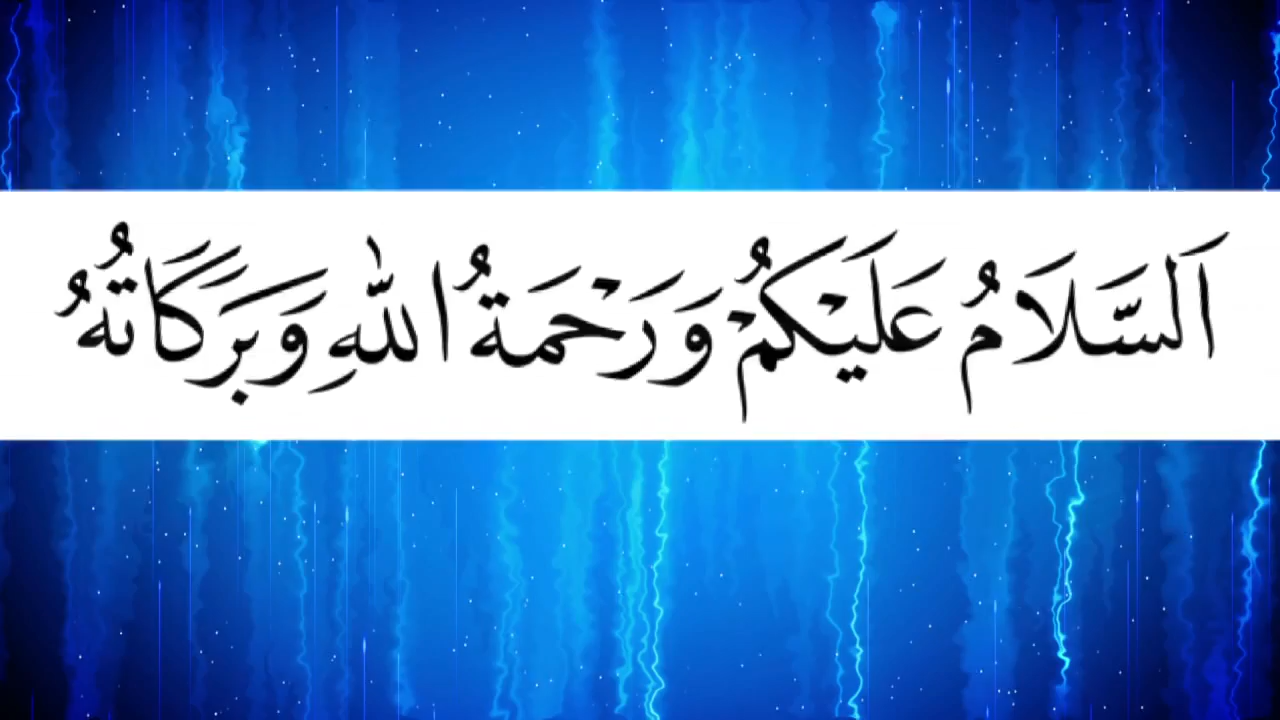 اَلسَّلَامُ عَلَيْكُمْ وَرَحْمَةُ اللّٰهِ وَبَرَكَاتُهُ